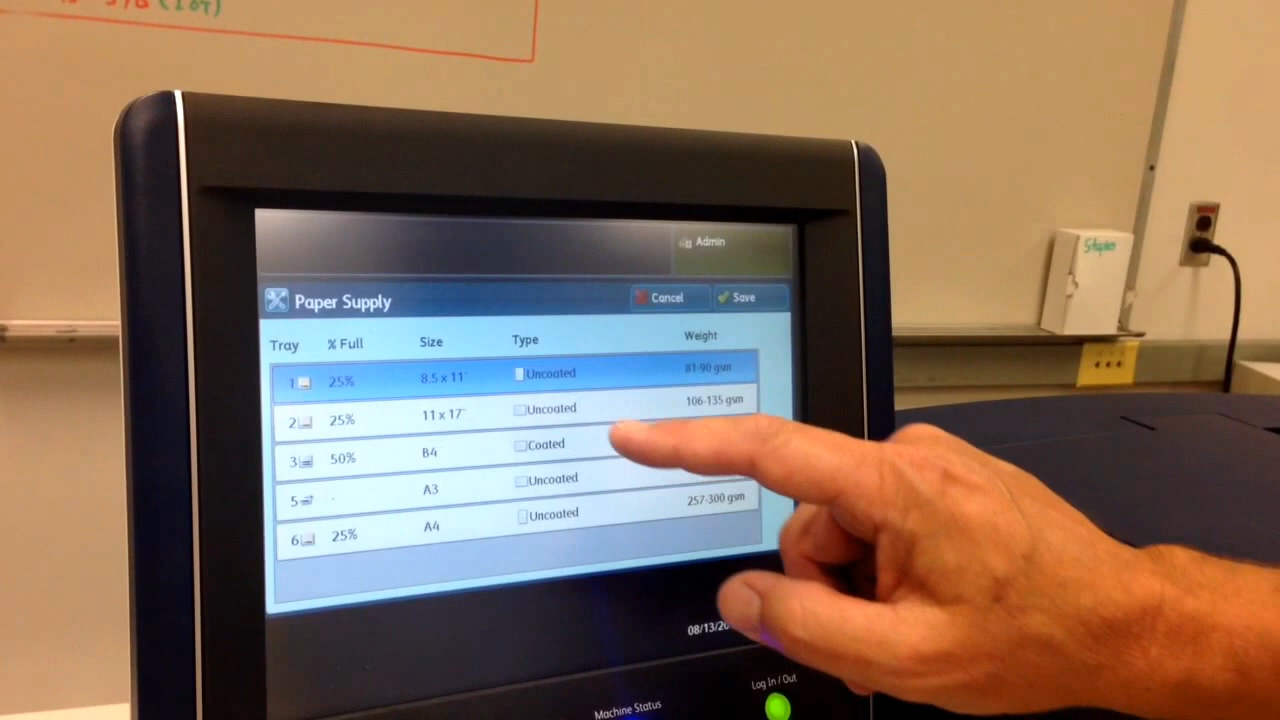 (IOT)
Admin
Paper Supply Cancel Save
Tray % Full Size Type Weight
1 25% 8.5 x 11" Uncoated 81-90 gsm
2 25% 11 x 17" Uncoated 106-135 gsm
3 50% B4 Coated
5 - A3 Uncoated
6 25% A4 Uncoated 257-300 gsm
08/13/20
Log In / Out
Machine Status
Staples